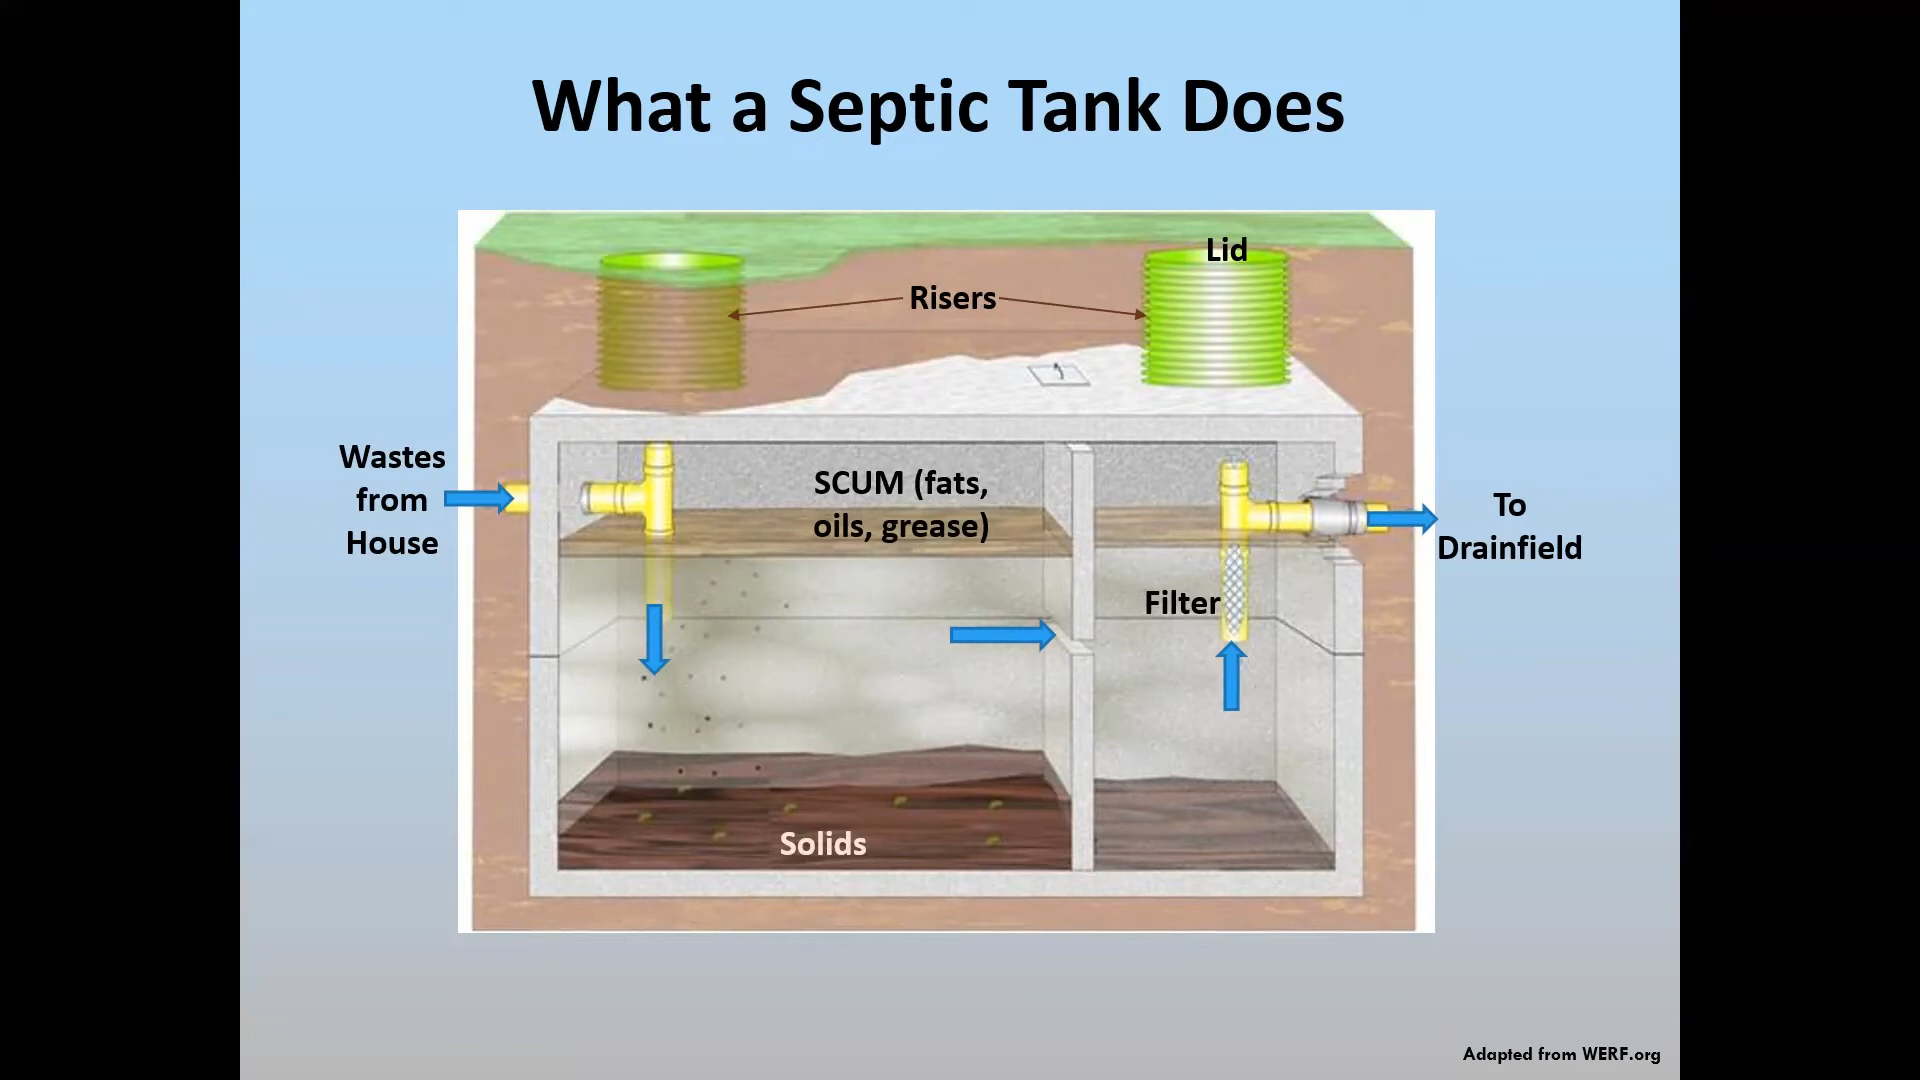 What a Septic Tank Does
Lid
Risers
Wastes
from
House
SCUM (fats,
oils, grease)
To
Drainfield
Filter
Solids
Adapted from WERF.org